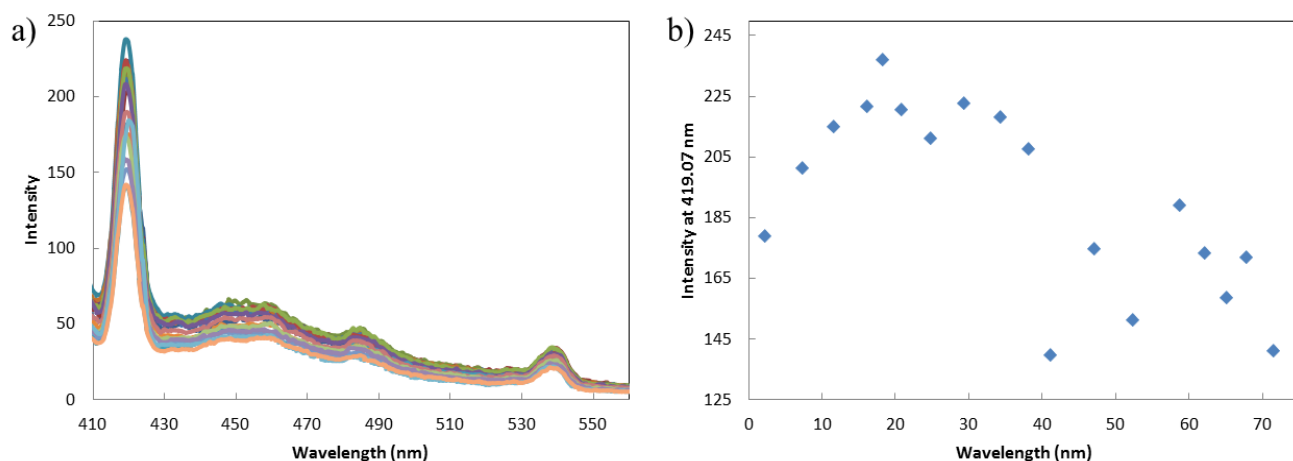 a)
250
200
150
100
50
0
Intensity
410 430 450 470 490 510 530 550
Wavelength (nm)
b)
245
225
205
185
165
145
125
Intensity at 419.07 nm
0 10 20 30 40 50 60 70
Wavelength (nm)